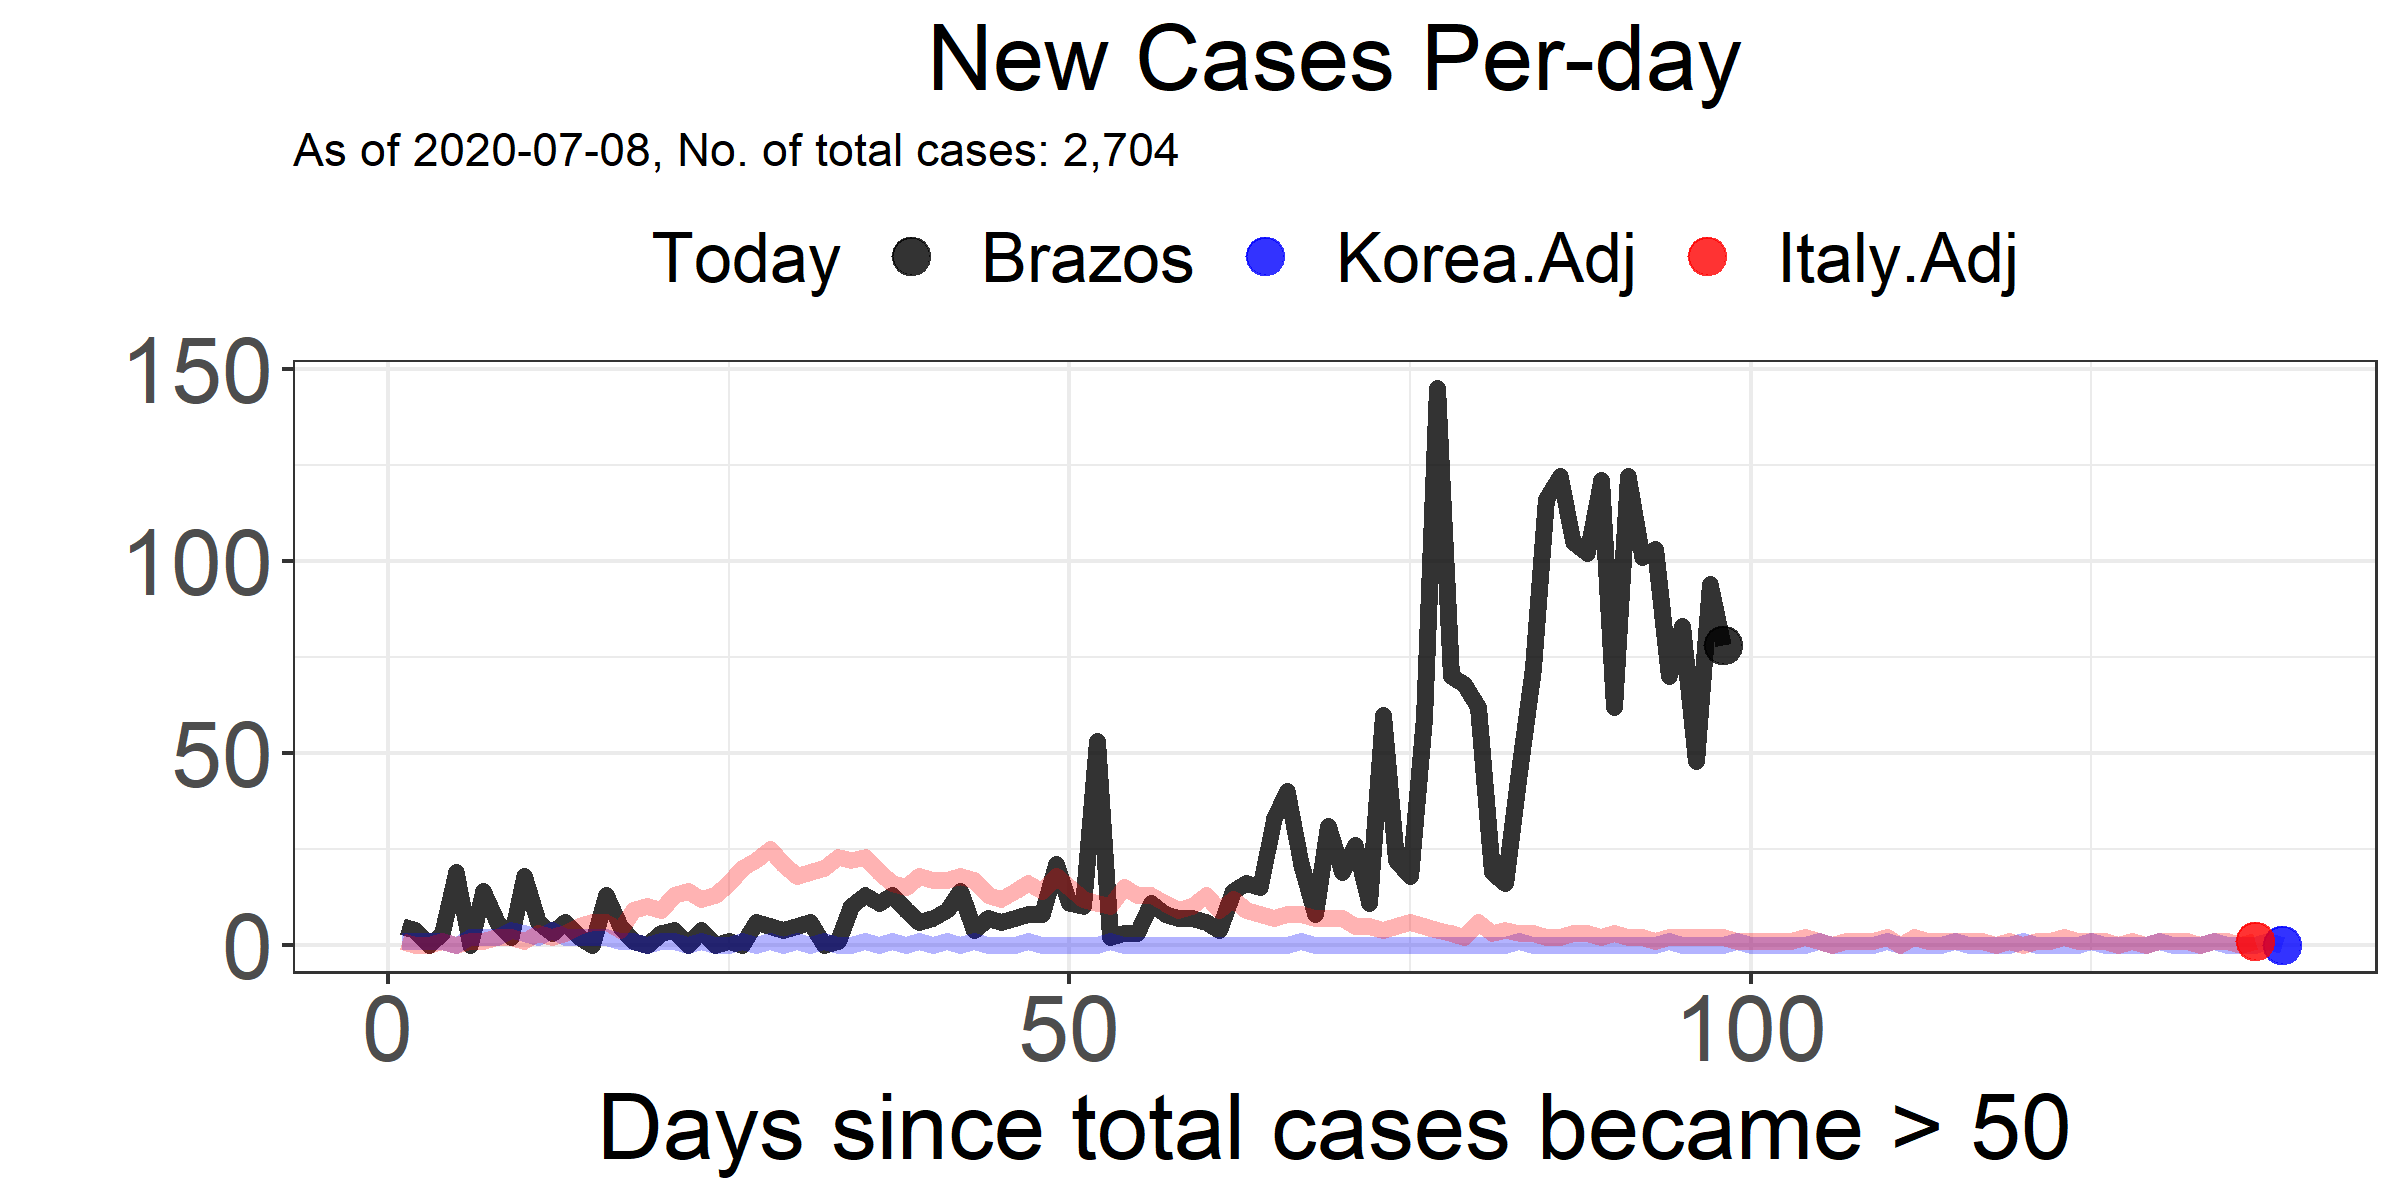 New Cases Per-day
As of 2020-07-08, No. of total cases: 2,704
Today Brazos Korea.Adj Italy.Adj
150
100
50
0
0 50 100
Days since total cases became > 50